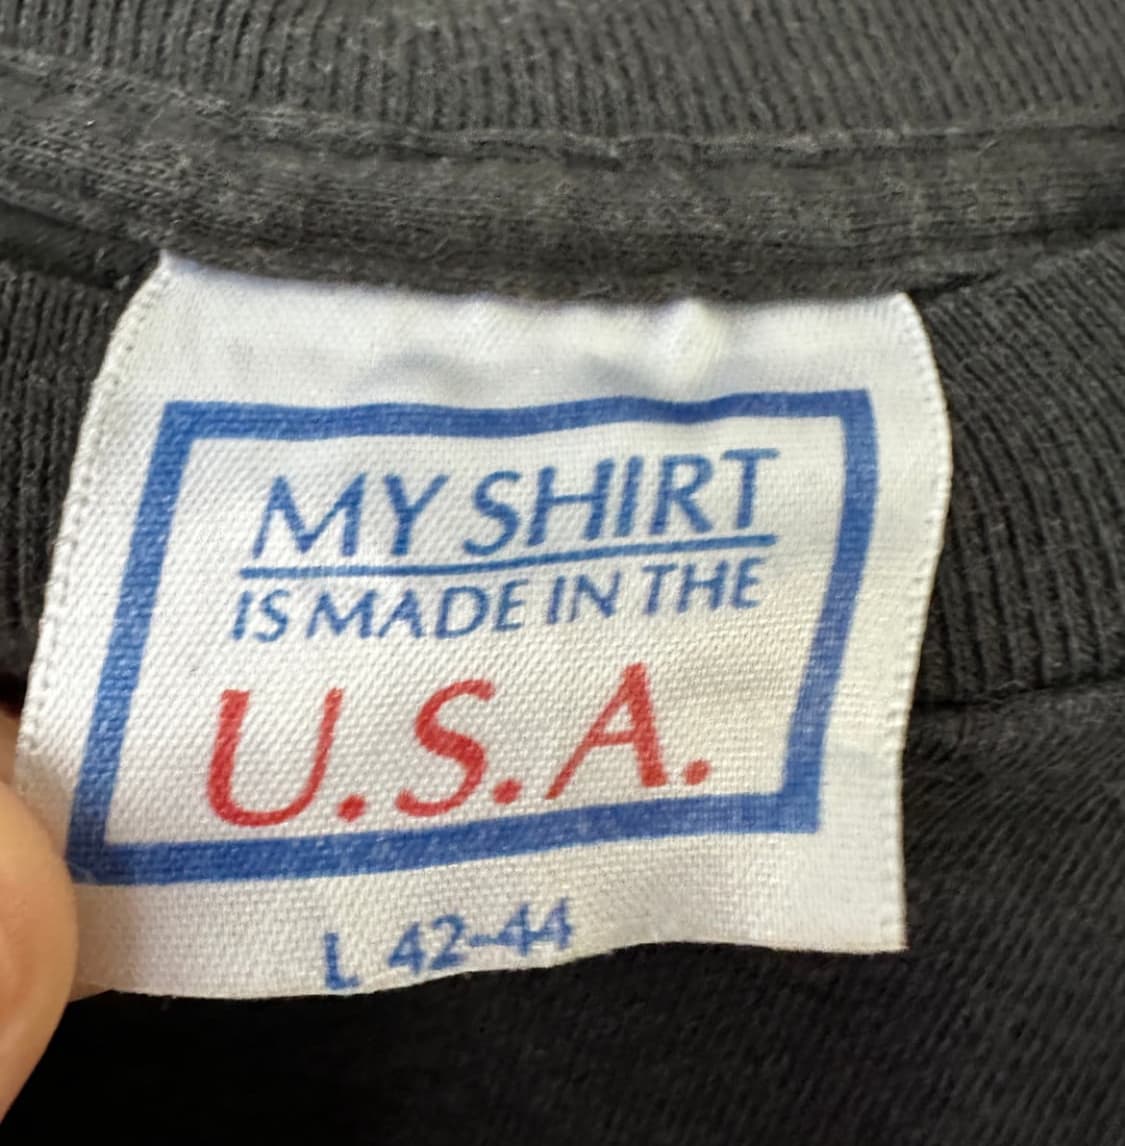 MY SHIRT
IS MADE IN THE
U.S.A.
L 42-44